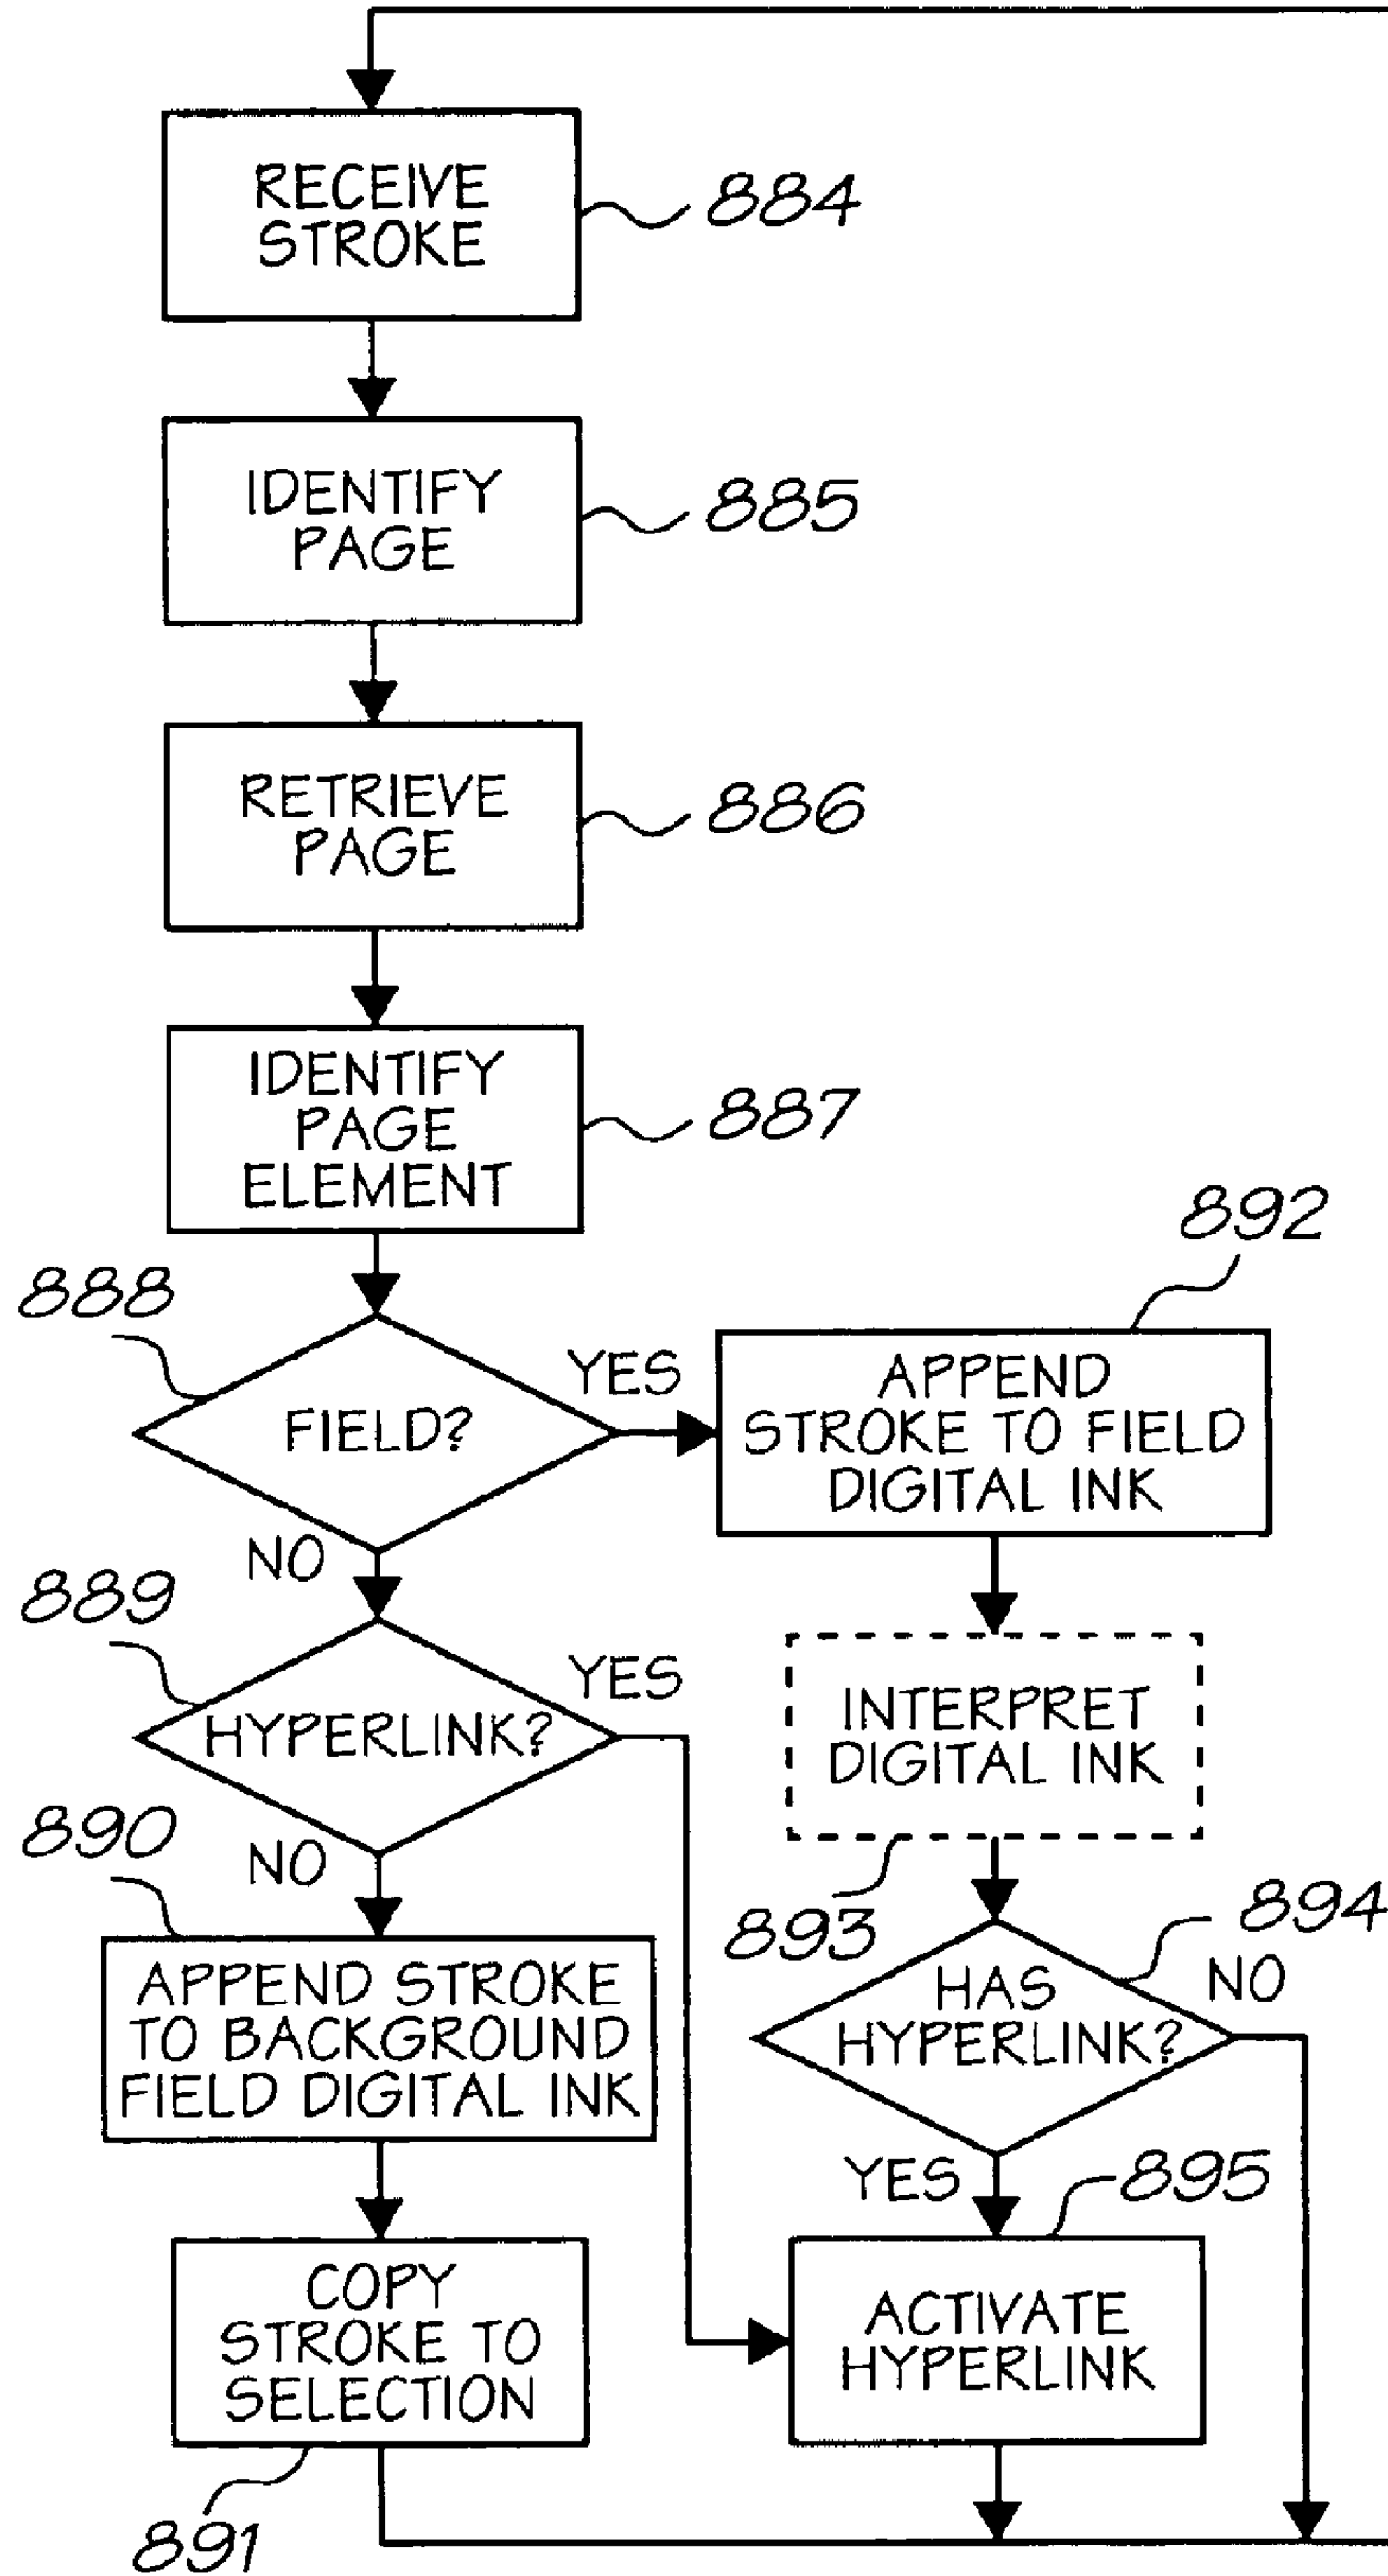 RECEIVE
STROKE
884
IDENTIFY
PAGE
885
RETRIEVE
PAGE
886
IDENTIFY
PAGE
ELEMENT
887
888
FIELD?
YES
NO
892
APPEND
STROKE TO FIELD
DIGITAL INK
889
HYPERLINK?
YES
NO
INTERPRET
DIGITAL INK
893
890
APPEND STROKE
TO BACKGROUND
FIELD DIGITAL INK
894
HAS
HYPERLINK?
NO
YES
895
COPY
STROKE TO
SELECTION
891
ACTIVATE
HYPERLINK